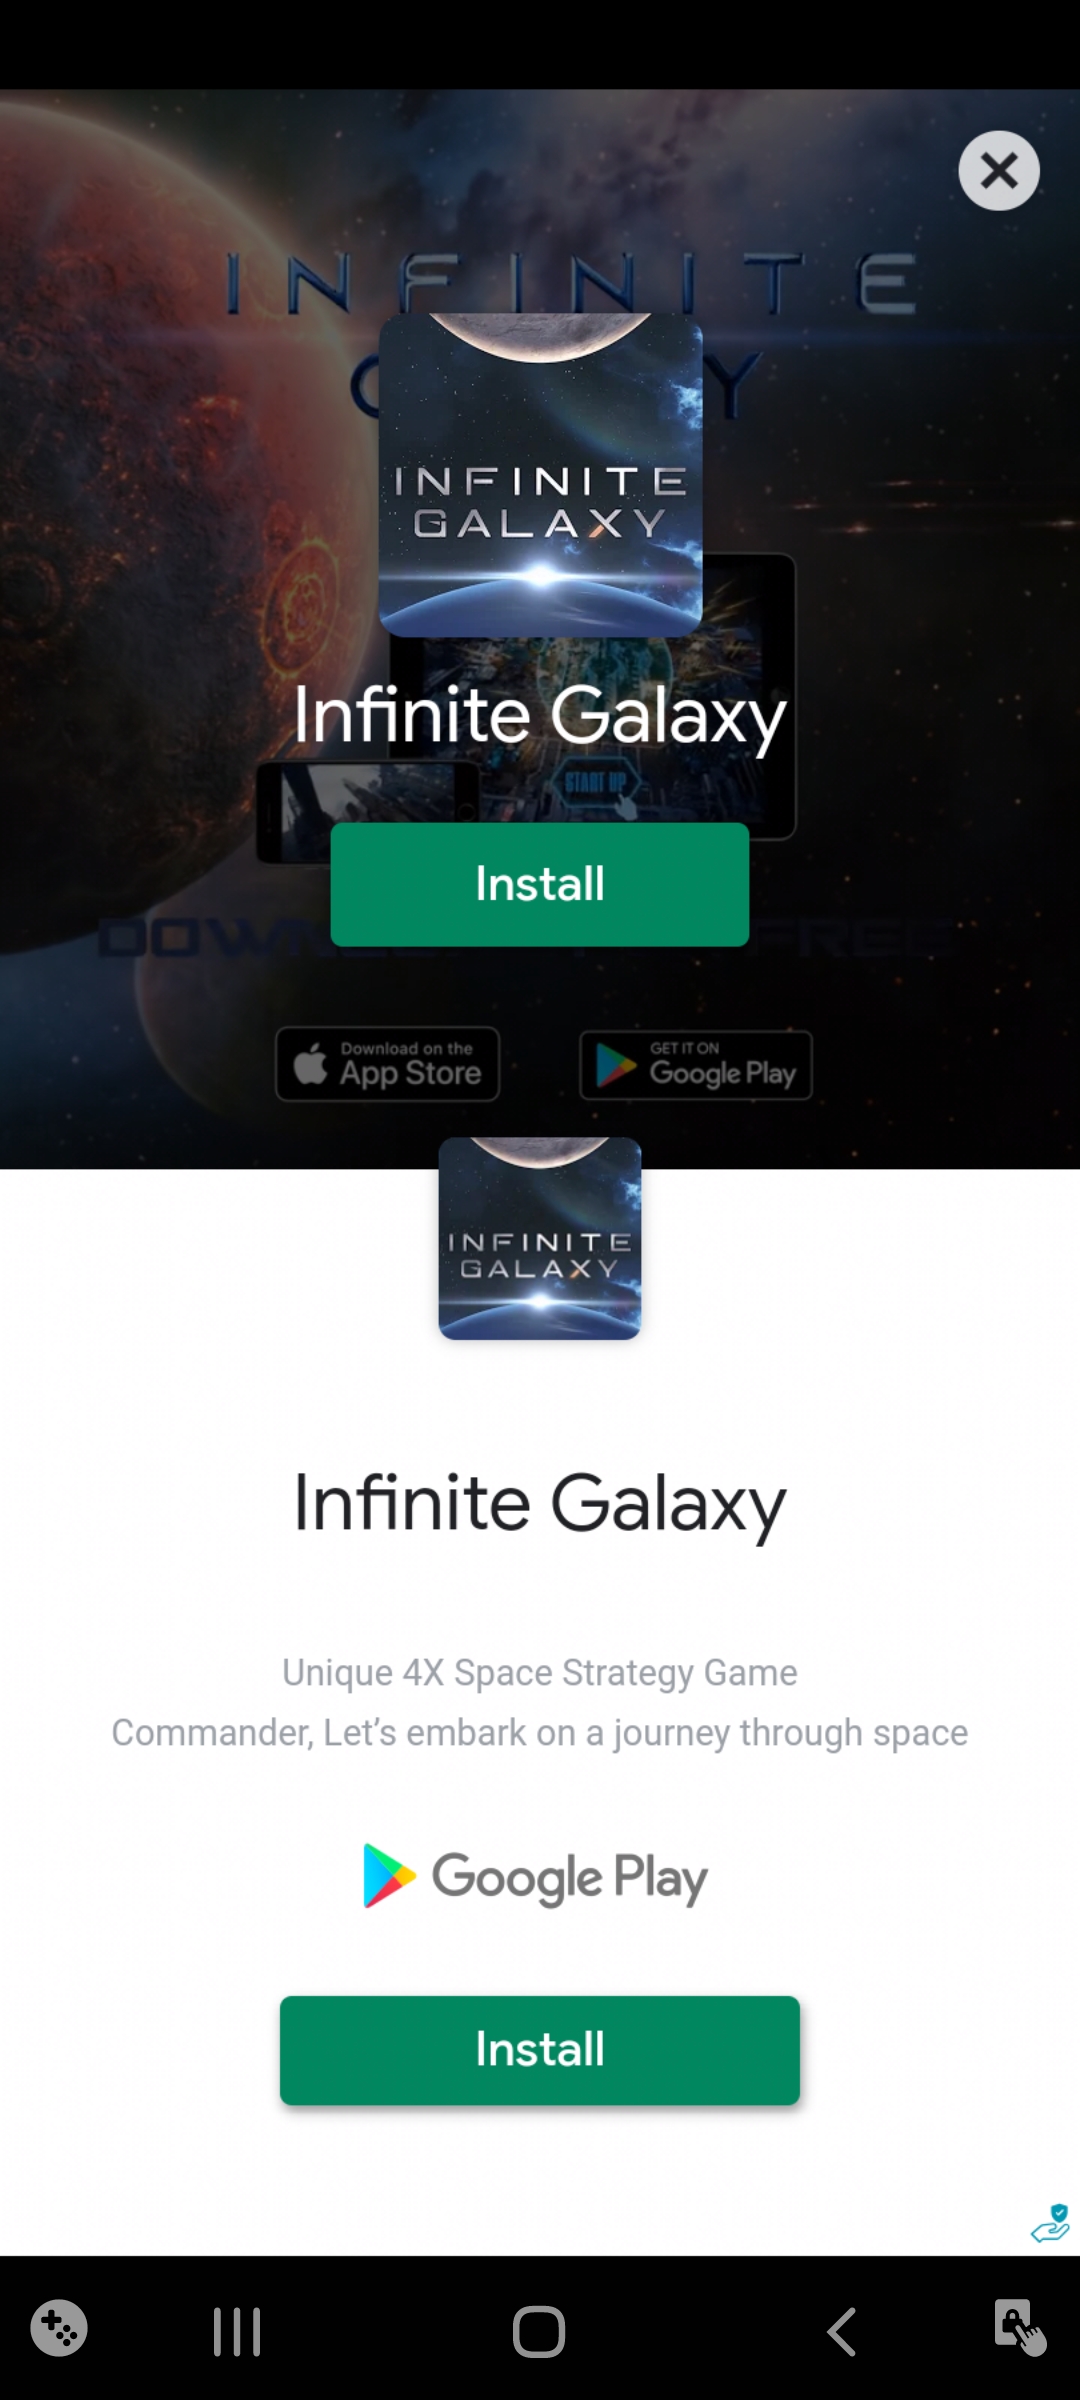 INFINITE
INFINITE
GALAXY
Infinite Galaxy
START UP
Install
FREE
Download on the
App Store
GET IT ON
Google Play
INFINITE
GALAXY
Infinite Galaxy
Unique 4X Space Strategy Game
Commander, Let’s embark on a journey through space
Google Play
Install